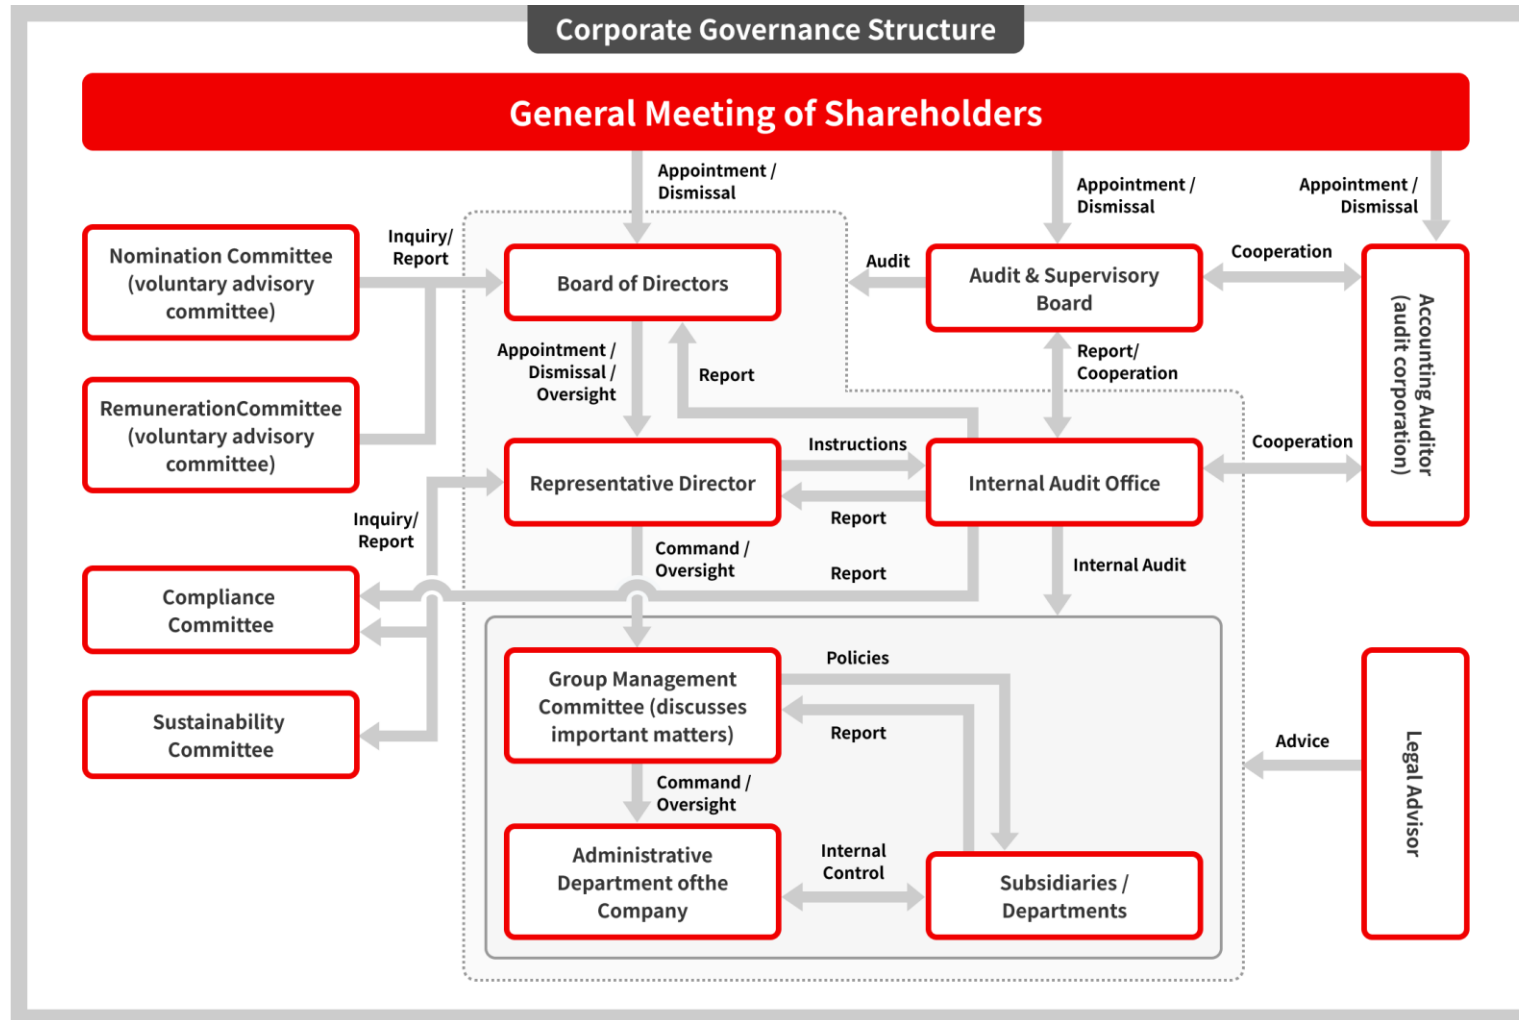 Corporate Governance Structure
General Meeting of Shareholders
Appointment /
Dismissal
Appointment /
Dismissal
Appointment /
Dismissal
Nomination Committee
(voluntary advisory
committee)
Inquiry/
Report
Board of Directors
Audit
Audit & Supervisory
Board
Cooperation
Accounting Auditor
(audit corporation)
Appointment /
Dismissal /
Oversight
Report
Report/
Cooperation
RemunerationCommittee
(voluntary advisory
committee)
Representative Director
Instructions
Report
Internal Audit Office
Cooperation
Inquiry/
Report
Command /
Oversight
Report
Internal Audit
Compliance
Committee
Sustainability
Committee
Group Management
Committee (discusses
important matters)
Policies
Report
Advice
Legal Advisor
Command /
Oversight
Administrative
Department ofthe
Company
Internal
Control
Subsidiaries /
Departments